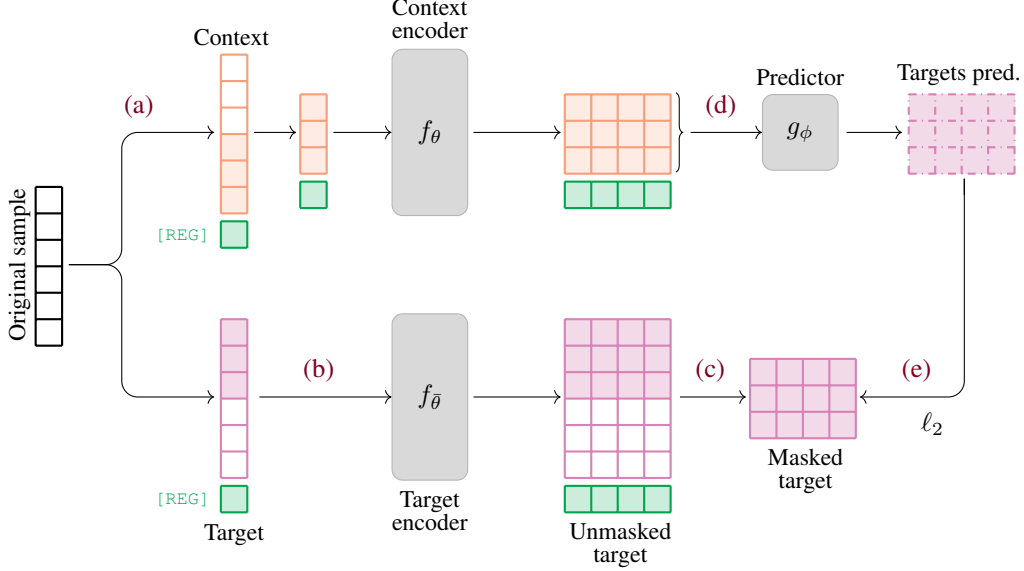 Context
encoder
Context
(a)
(d)
Predictor
Targets pred.
f_θ
g_ϕ
[REG]
Original sample
(b)
(c)
(e)
f_θ̄
ℓ₂
Masked
target
[REG]
Target
Target
encoder
Unmasked
target